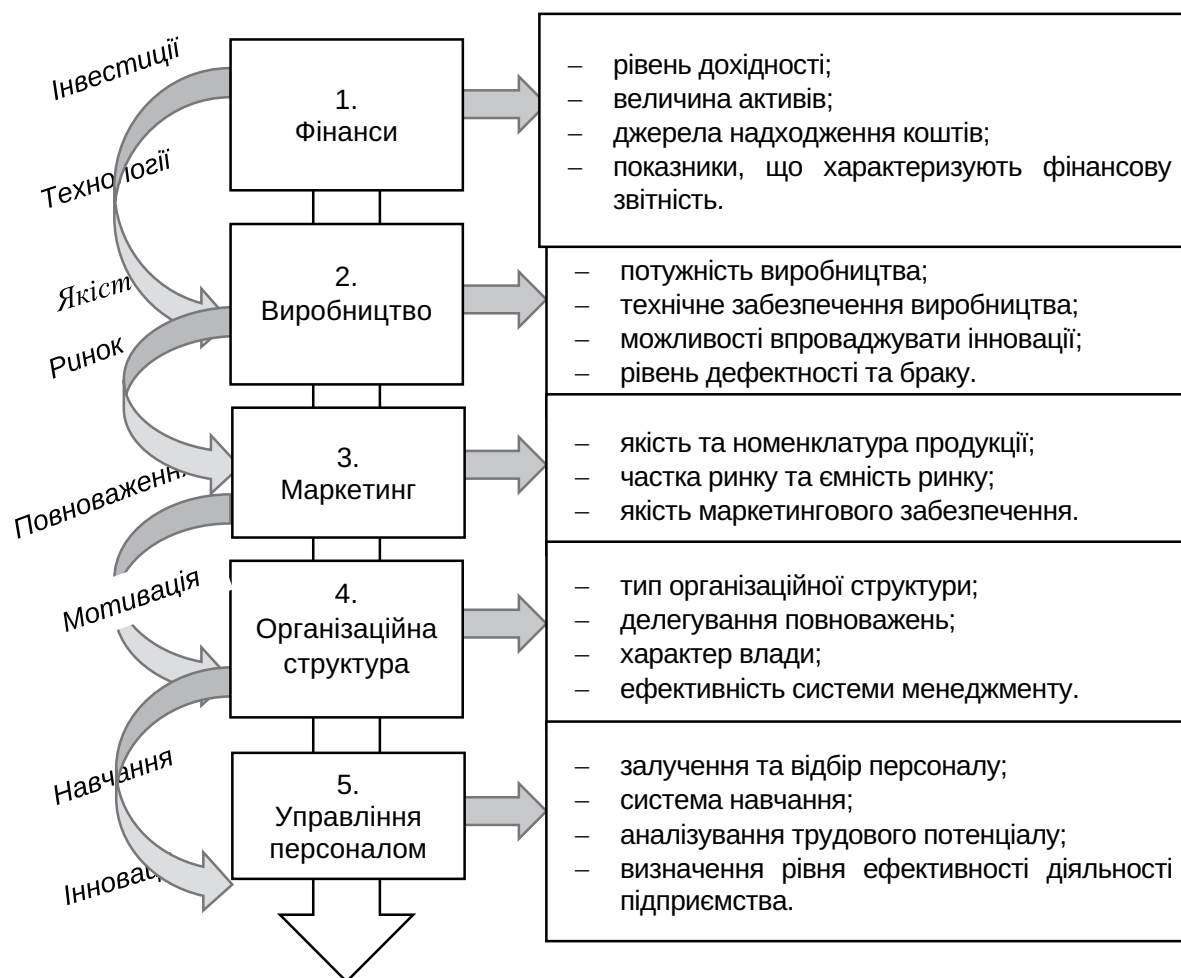 Інвестиції
Технології
Якіст
Ринок
Повноваження
Мотивація
Навчання
Інновац
1.
Фінанси
– рівень дохідності;
– величина активів;
– джерела надходження коштів;
– показники, що характеризують фінансову
звітність.
2.
Виробництво
– потужність виробництва;
– технічне забезпечення виробництва;
– можливості впроваджувати інновації;
– рівень дефектності та браку.
3.
Маркетинг
– якість та номенклатура продукції;
– частка ринку та ємність ринку;
– якість маркетингового забезпечення.
4.
Організаційна
структура
– тип організаційної структури;
– делегування повноважень;
– характер влади;
– ефективність системи менеджменту.
5.
Управління
персоналом
– залучення та відбір персоналу;
– система навчання;
– аналізування трудового потенціалу;
– визначення рівня ефективності діяльності
підприємства.